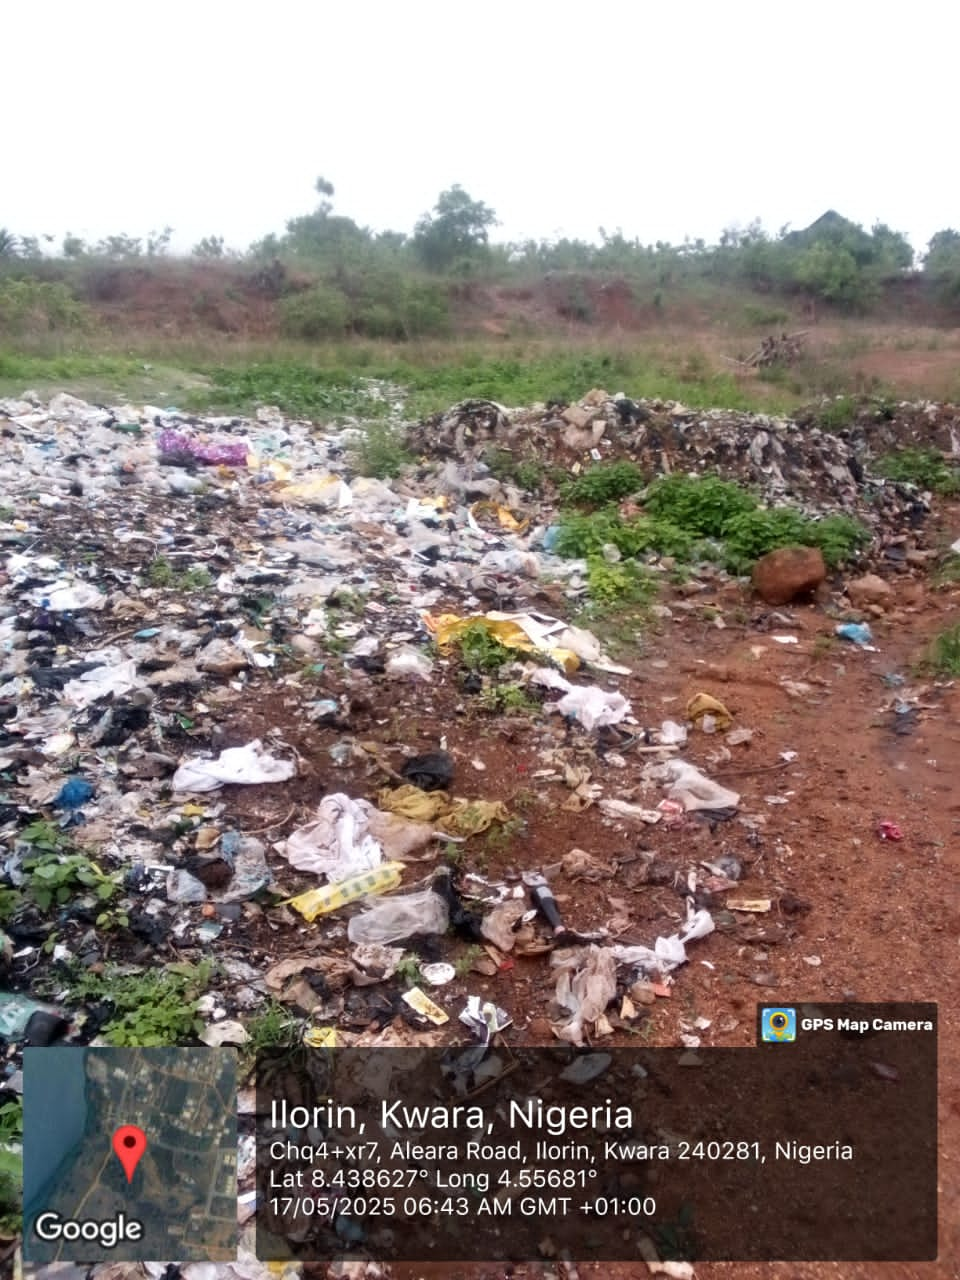 GPS Map Camera
Ilorin, Kwara, Nigeria
Chq4+xr7, Aleara Road, Ilorin, Kwara 240281, Nigeria
Lat 8.438627° Long 4.55681°
17/05/2025 06:43 AM GMT +01:00
Google